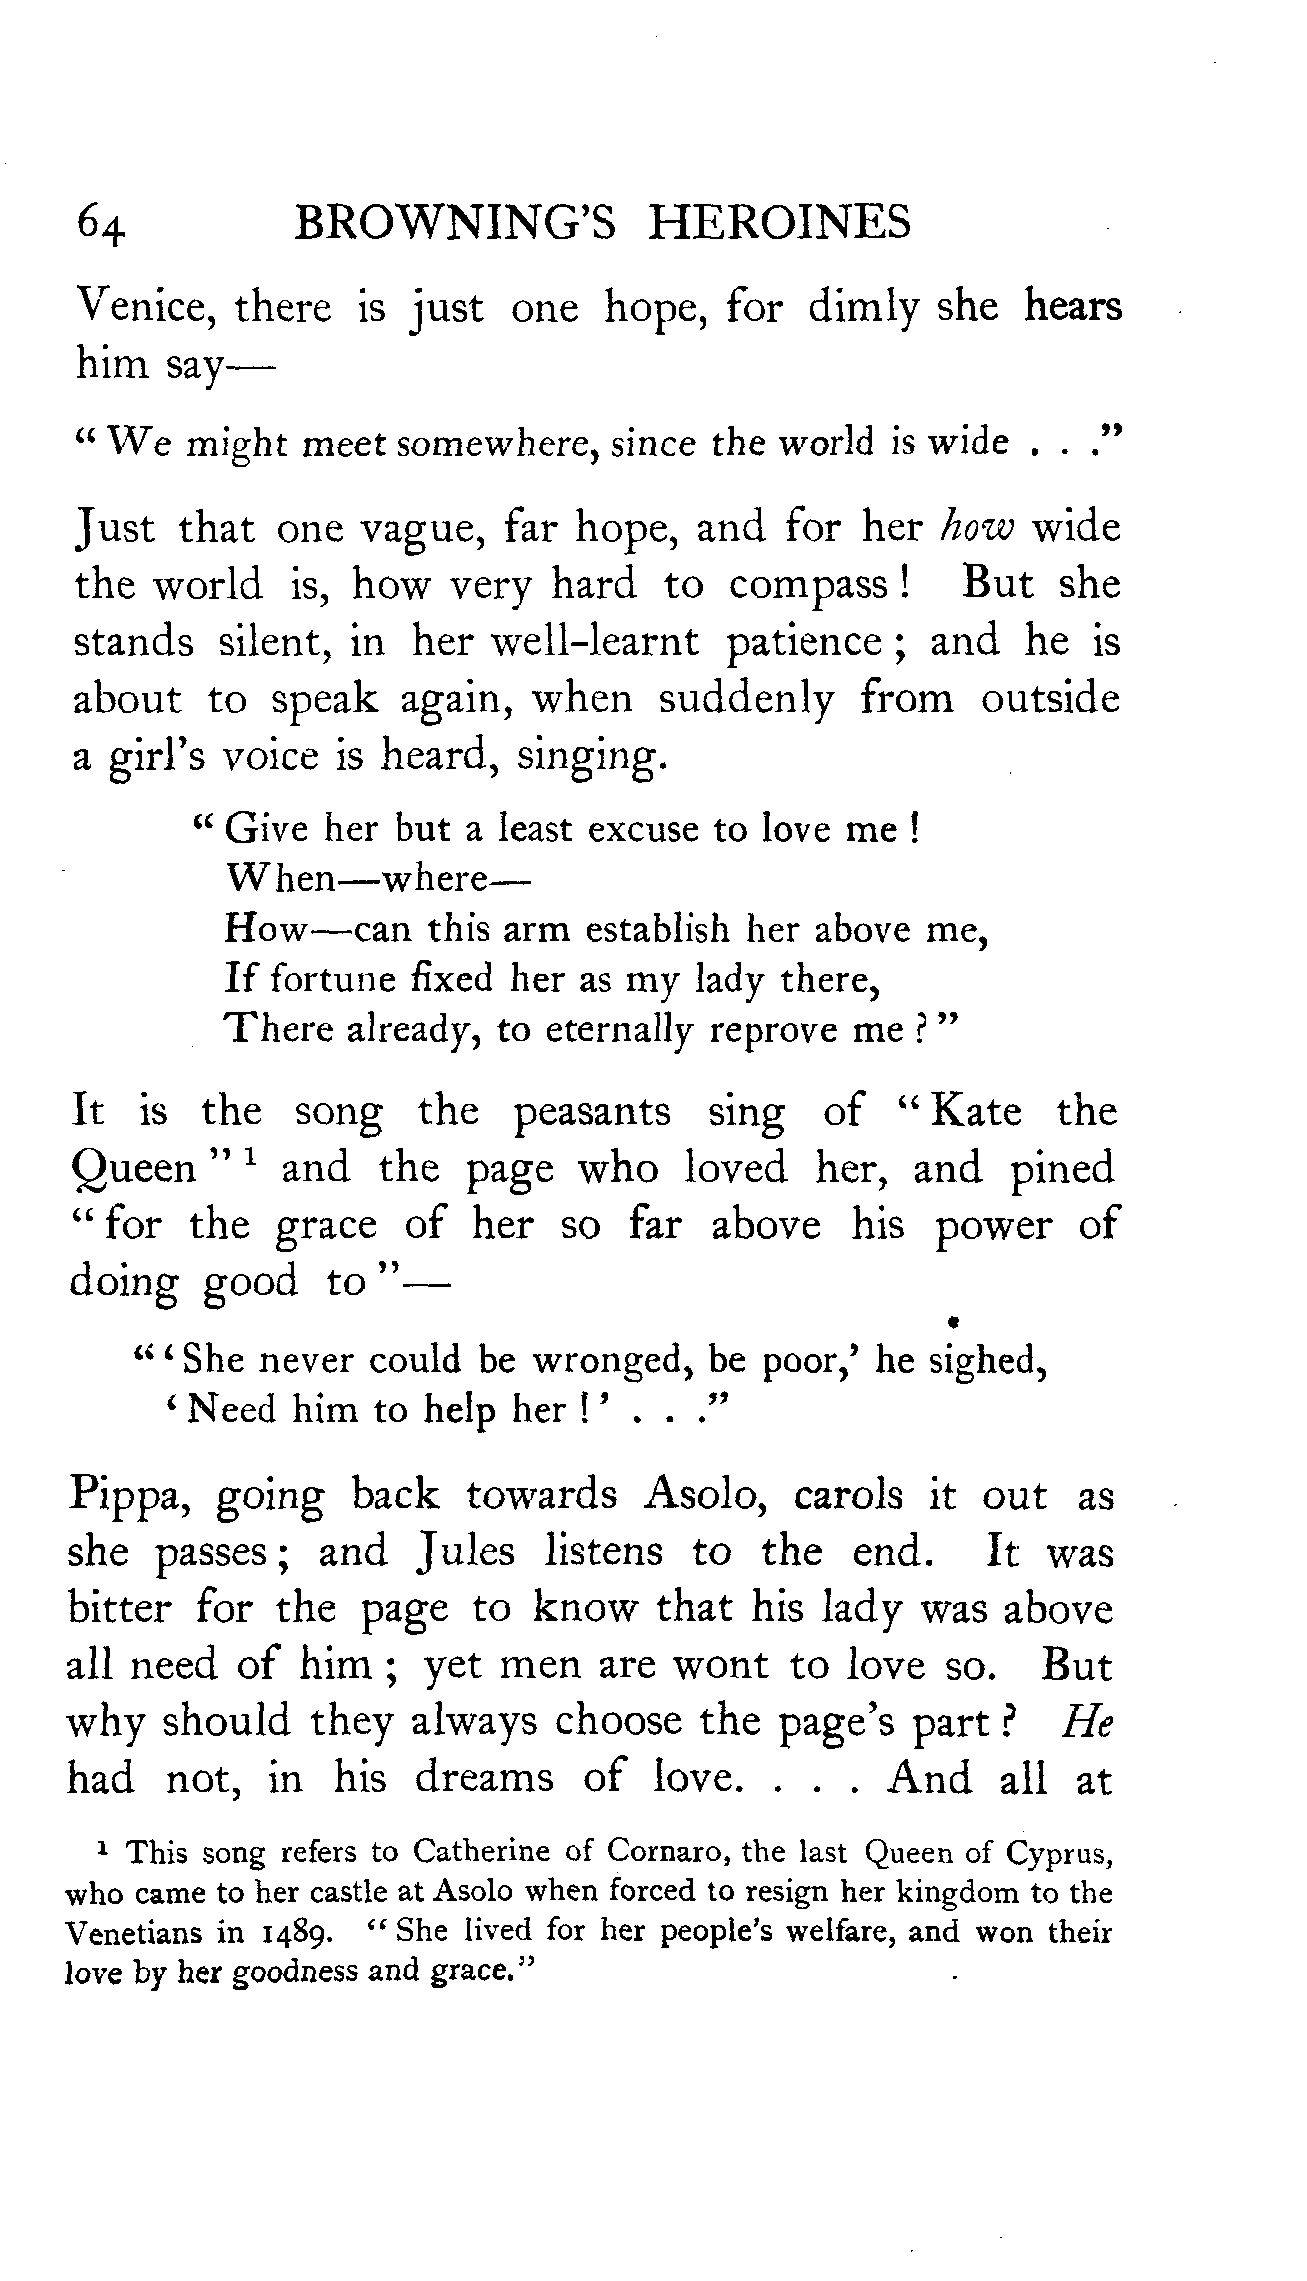 64 BROWNING'S HEROINES
Venice, there is just one hope, for dimly she hears
him say—
“ We might meet somewhere, since the world is wide . . .”
Just that one vague, far hope, and for her how wide
the world is, how very hard to compass ! But she
stands silent, in her well-learnt patience ; and he is
about to speak again, when suddenly from outside
a girl's voice is heard, singing.
“ Give her but a least excuse to love me !
When—where—
How—can this arm establish her above me,
If fortune fixed her as my lady there,
There already, to eternally reprove me ? ”
It is the song the peasants sing of “ Kate the
Queen ” 1 and the page who loved her, and pined
“ for the grace of her so far above his power of
doing good to ”—
“ ‘ She never could be wronged, be poor,’ he sighed,
‘ Need him to help her ! ’ . . .”
Pippa, going back towards Asolo, carols it out as
she passes ; and Jules listens to the end. It was
bitter for the page to know that his lady was above
all need of him ; yet men are wont to love so. But
why should they always choose the page's part ? He
had not, in his dreams of love. . . . And all at
1 This song refers to Catherine of Cornaro, the last Queen of Cyprus,
who came to her castle at Asolo when forced to resign her kingdom to the
Venetians in 1489. “ She lived for her people's welfare, and won their
love by her goodness and grace.”